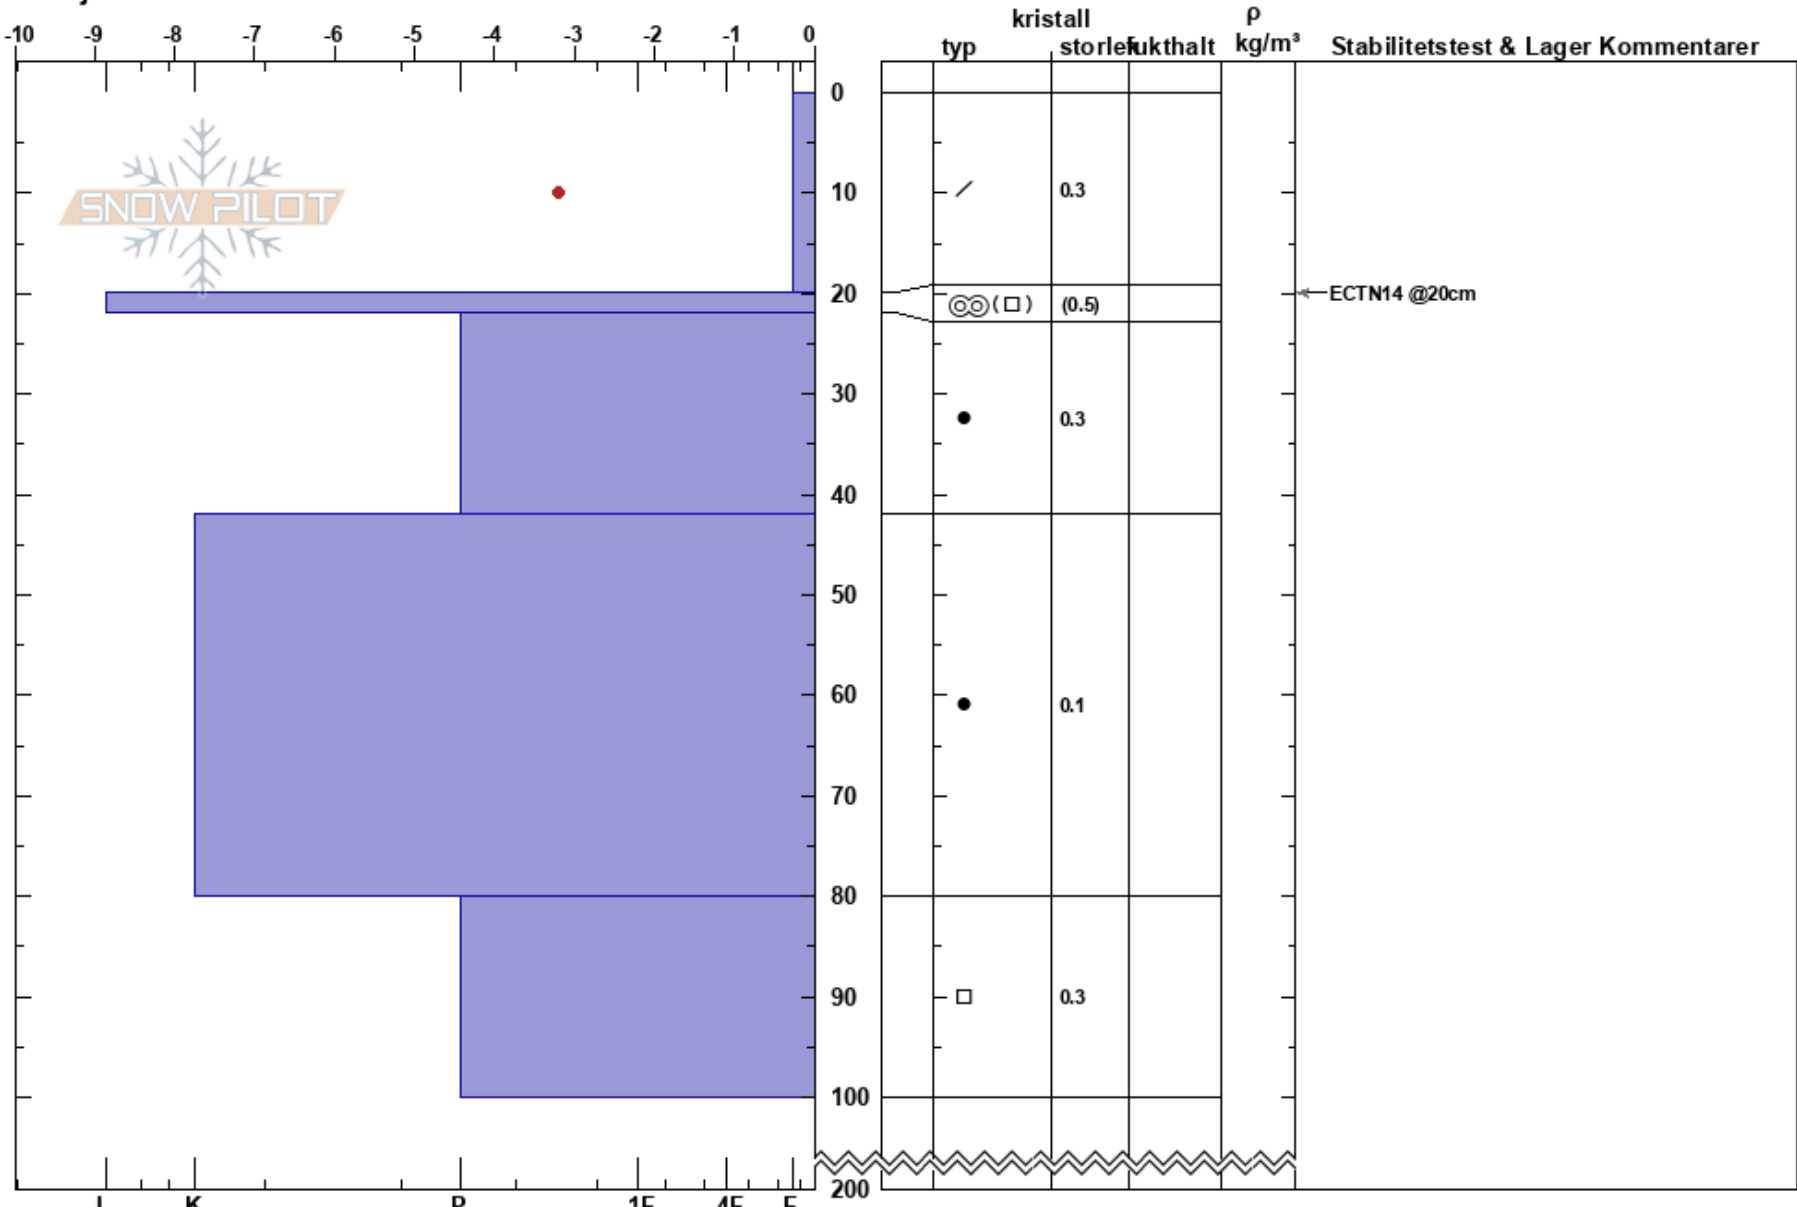 kristall
ρ
-10 -9 -8 -7 -6 -5 -4 -3 -2 -1 0
typ storlek fukthalt kg/m³ Stabilitetstest & Lager Kommentarer
0
SNOW PILOT
10 0.3
20 ECTN14 @20cm
(□) (0.5)
30
0.3
40
50
60
0.1
70
80
90 0.3
100
200
I K P 1F 4F F